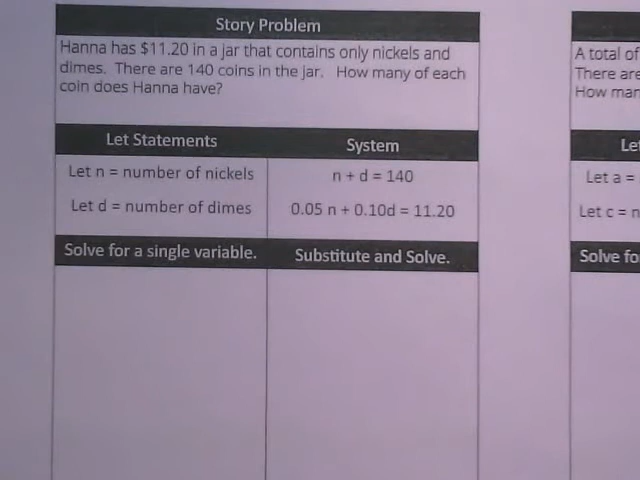 Story Problem
Hanna has $11.20 in a jar that contains only nickels and
dimes. There are 140 coins in the jar. How many of each
coin does Hanna have?
Let Statements
System
Let n = number of nickels
n + d = 140
Let d = number of dimes
0.05 n + 0.10d = 11.20
Solve for a single variable.
Substitute and Solve.
A total of
There are
How man
Let
Let a =
Let c = n
Solve fo